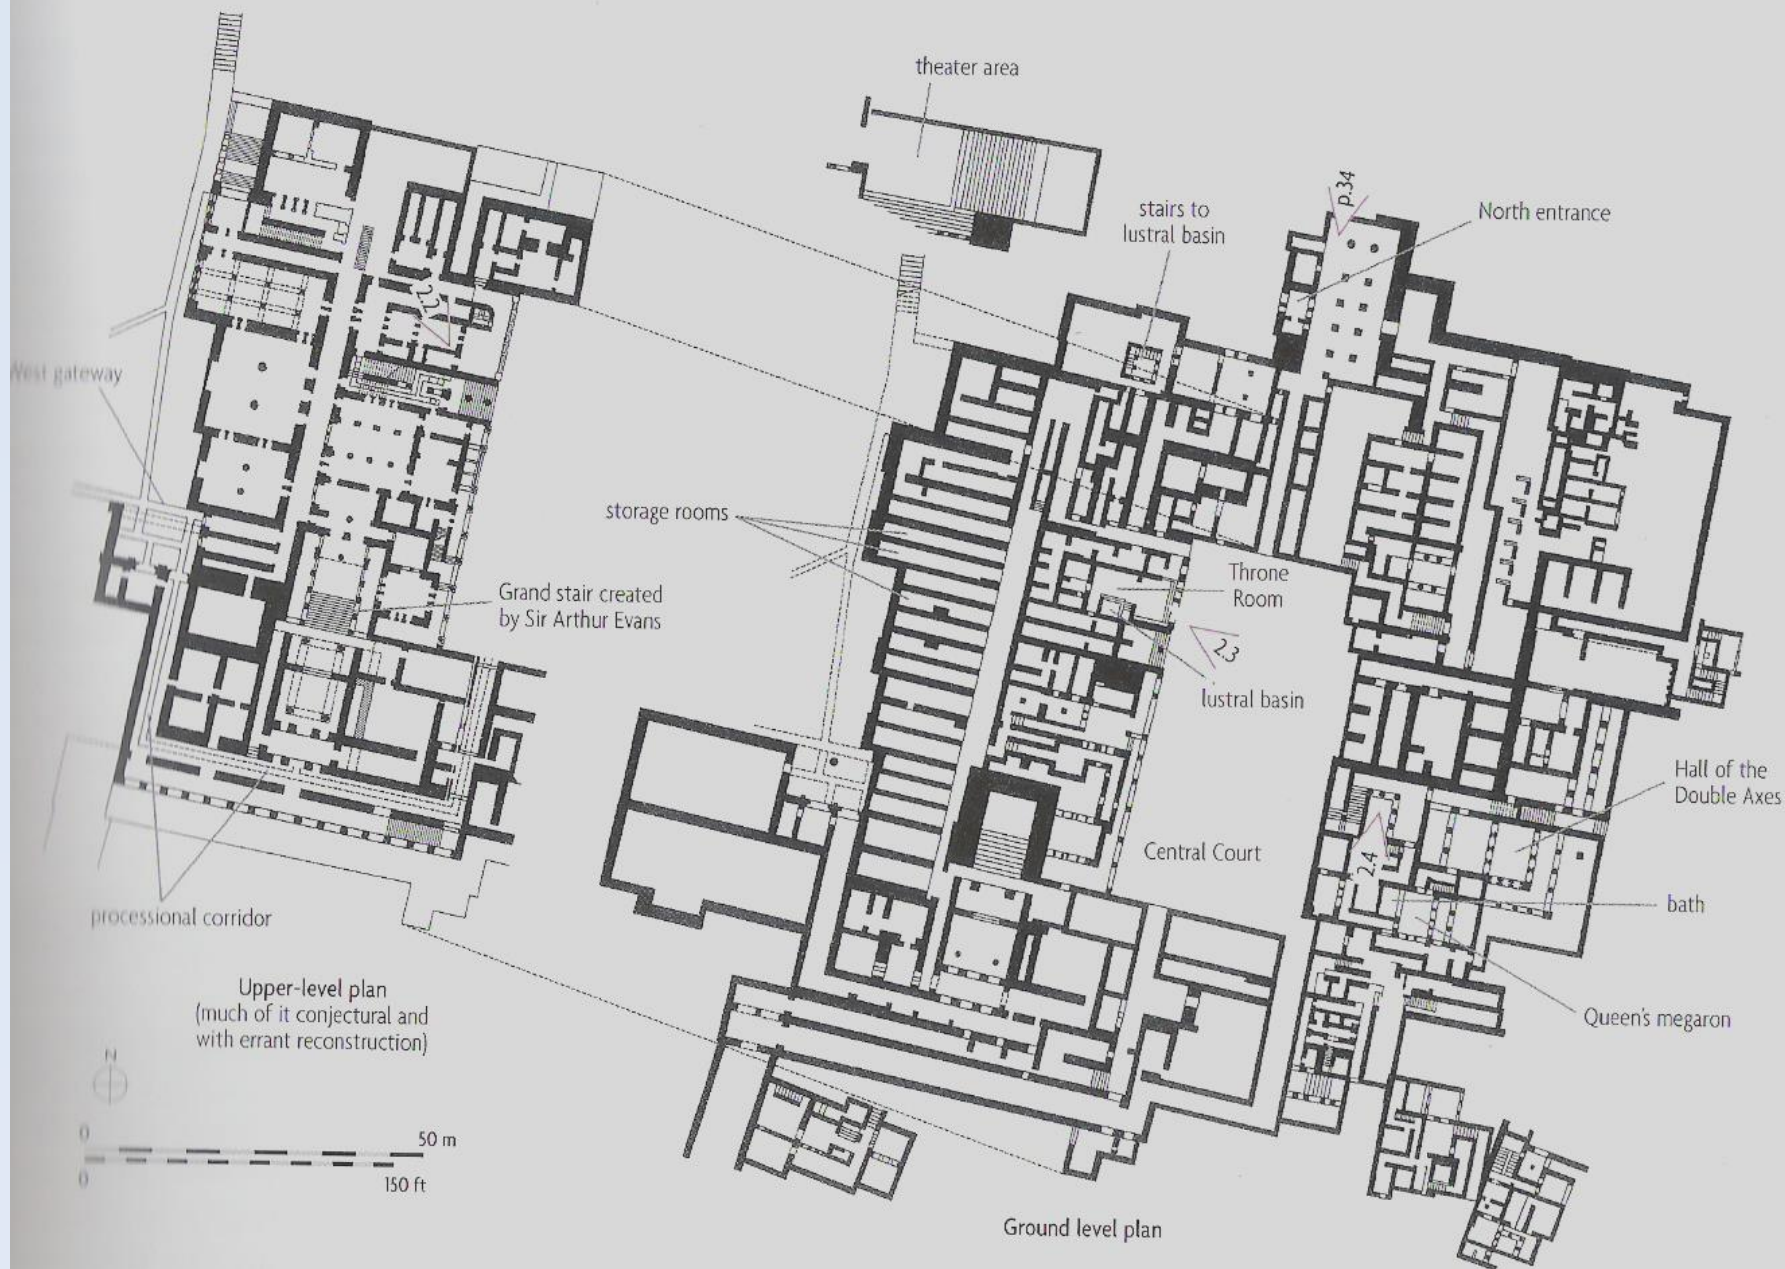 theater area
p.34
stairs to
lustral basin
North entrance
2.2
West gateway
storage rooms
Throne
Room
Grand stair created
by Sir Arthur Evans
2.3
lustral basin
Hall of the
Double Axes
Central Court
2.4
bath
processional corridor
Queen's megaron
Upper-level plan
(much of it conjectural and
with errant reconstruction)
N
0
50 m
0
150 ft
Ground level plan